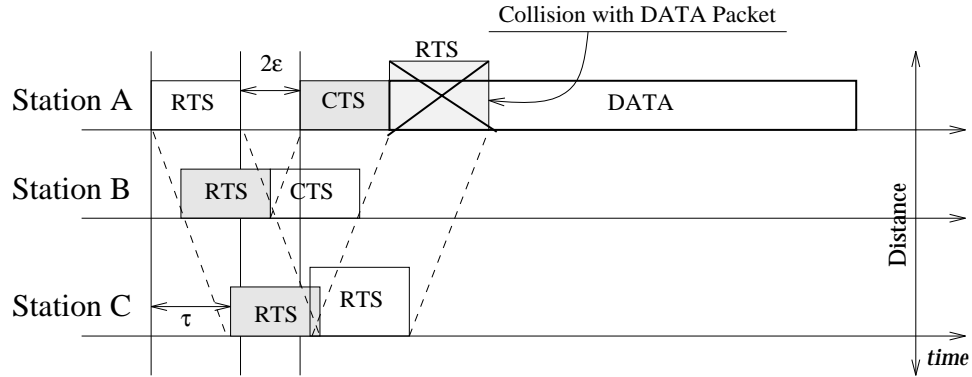 Collision with DATA Packet
RTS
2ε
Station A
RTS
CTS
DATA
Station B
RTS
CTS
Distance
Station C
RTS
RTS
τ
time